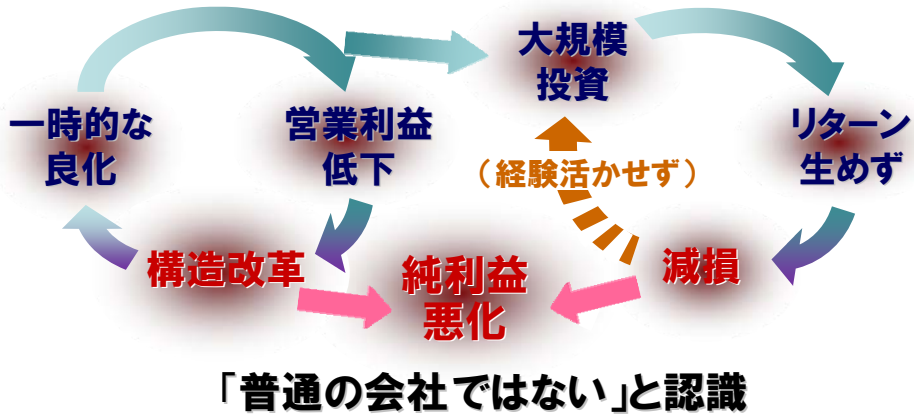 大規模
投資
一時的な
良化
営業利益
低下
リターン
生めず
（経験活かせず）
構造改革
純利益
悪化
減損
「普通の会社ではない」と認識